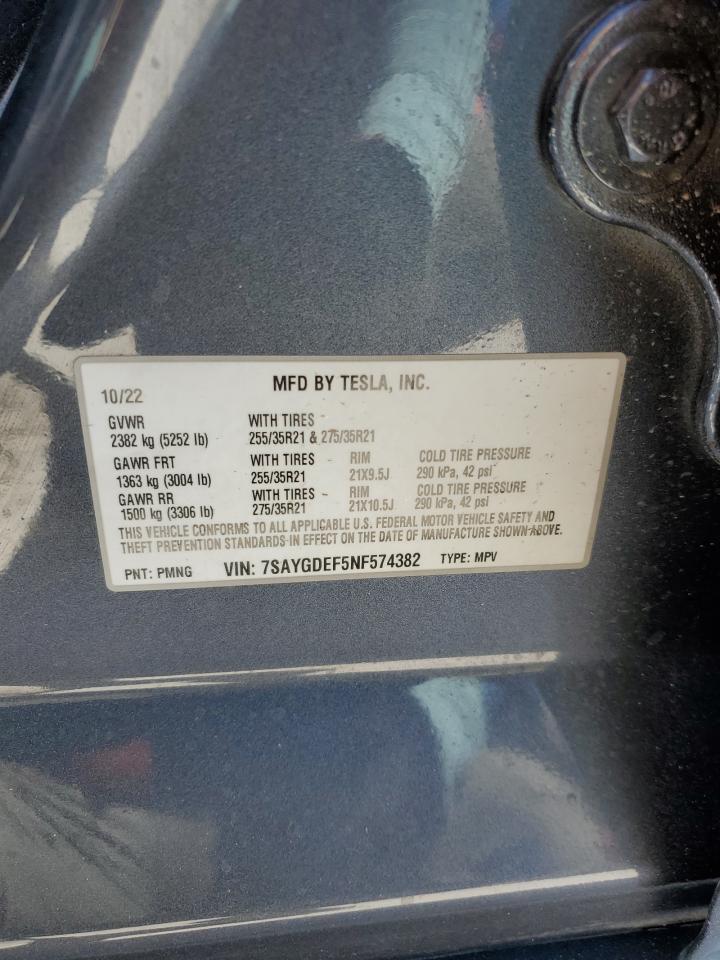 MFD BY TESLA, INC.
10/22
GVWR WITH TIRES
2382 kg (5252 lb) 255/35R21 & 275/35R21
GAWR FRT WITH TIRES RIM COLD TIRE PRESSURE
1363 kg (3004 lb) 255/35R21 21X9.5J 290 kPa, 42 psi
GAWR RR WITH TIRES RIM COLD TIRE PRESSURE
1500 kg (3306 lb) 275/35R21 21X10.5J 290 kPa, 42 psi
THIS VEHICLE CONFORMS TO ALL APPLICABLE U.S. FEDERAL MOTOR VEHICLE SAFETY AND
THEFT PREVENTION STANDARDS IN EFFECT ON THE DATE OF MANUFACTURE SHOWN ABOVE.
PNT: PMNG VIN: 7SAYGDEF5NF574382 TYPE: MPV